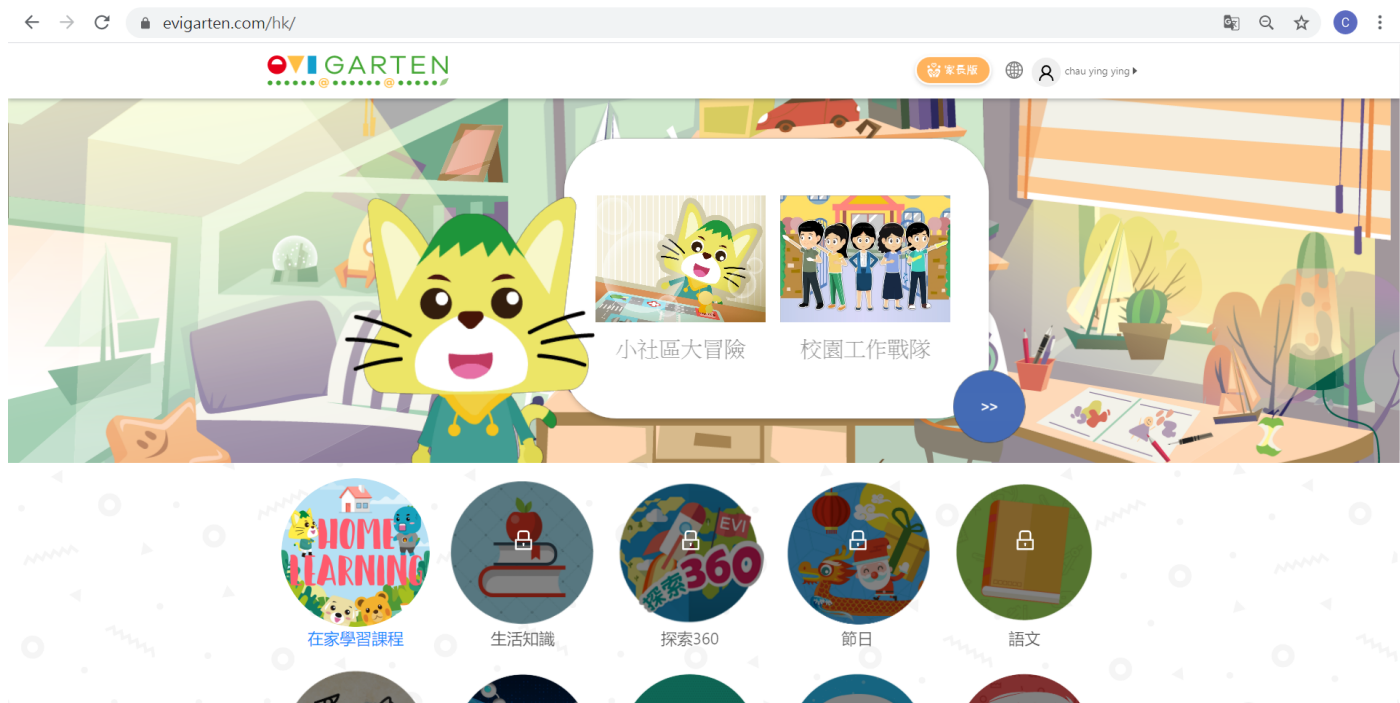 evigarten.com/hk/
C
EVI GARTEN
家長版
chau ying ying
小社區大冒險
校園工作戰隊
>>
HOME
LEARNING
EVI
探索360
在家學習課程
生活知識
探索360
節日
語文